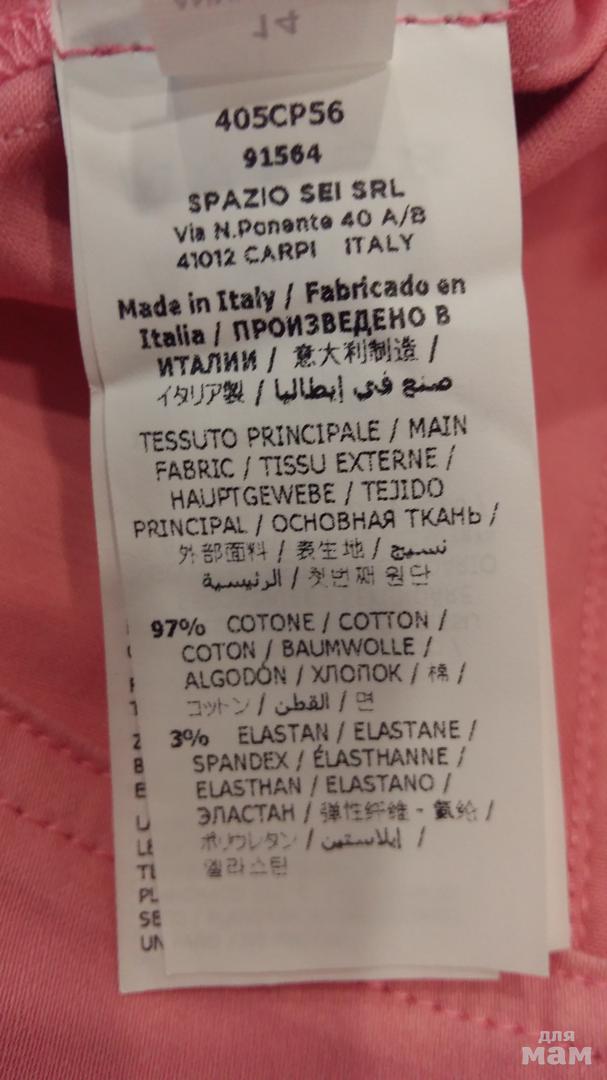 14
405CP56
91564
SPAZIO SEI SRL
Via N.Ponente 40 A/B
41012 CARPI ITALY
Made in Italy / Fabricado en
Italia / ПРОИЗВЕДЕНО В
ИТАЛИИ / 意大利制造 /
イタリア製 / صنع في إيطاليا
TESSUTO PRINCIPALE / MAIN
FABRIC / TISSU EXTERNE /
HAUPTGEWEBE / TEJIDO
PRINCIPAL / ОСНОВНАЯ ТКАНЬ /
外部面料 / 表生地 / نسيج
الرئيسية / 첫번째 원단
97% COTONE / COTTON /
COTON / BAUMWOLLE /
ALGODÓN / ХЛОПОК / 棉 /
コットン / القطن / 면
3% ELASTAN / ELASTANE /
SPANDEX / ÉLASTHANNE /
ELASTHAN / ELASTANO /
ЭЛАСТАН / 弹性纤维 - 氨纶 /
ポリウレタン / إيلاستين /
엘라스틴
для
мам